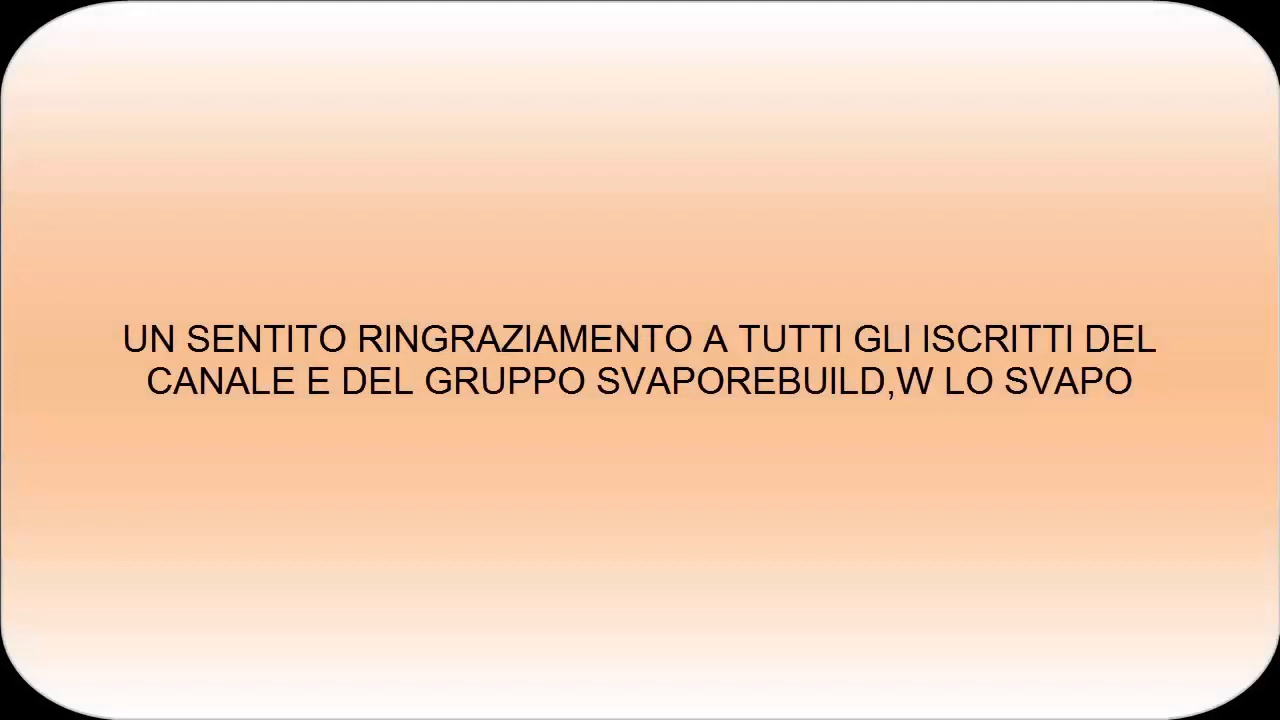 UN SENTITO RINGRAZIAMENTO A TUTTI GLI ISCRITTI DEL
CANALE E DEL GRUPPO SVAPOREBUILD,W LO SVAPO